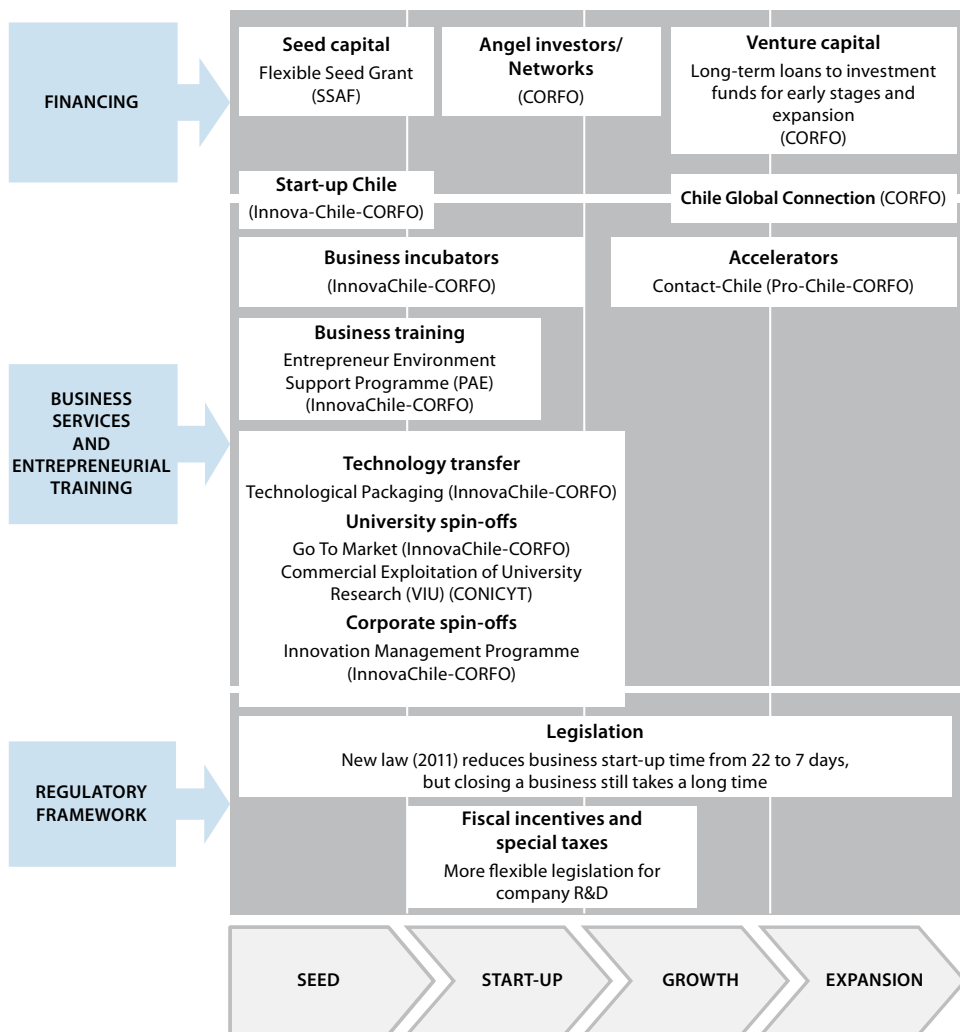 FINANCING
Seed capital
Flexible Seed Grant
(SSAF)
Angel investors/
Networks
(CORFO)
Venture capital
Long-term loans to investment
funds for early stages and
expansion
(CORFO)
Start-up Chile
(Innova-Chile-CORFO)
Chile Global Connection (CORFO)
BUSINESS
SERVICES
AND
ENTREPRENEURIAL
TRAINING
Business incubators
(InnovaChile-CORFO)
Accelerators
Contact-Chile (Pro-Chile-CORFO)
Business training
Entrepreneur Environment
Support Programme (PAE)
(InnovaChile-CORFO)
Technology transfer
Technological Packaging (InnovaChile-CORFO)
University spin-offs
Go To Market (InnovaChile-CORFO)
Commercial Exploitation of University
Research (VIU) (CONICYT)
Corporate spin-offs
Innovation Management Programme
(InnovaChile-CORFO)
REGULATORY
FRAMEWORK
Legislation
New law (2011) reduces business start-up time from 22 to 7 days,
but closing a business still takes a long time
Fiscal incentives and
special taxes
More flexible legislation for
company R&D
SEED
START-UP
GROWTH
EXPANSION